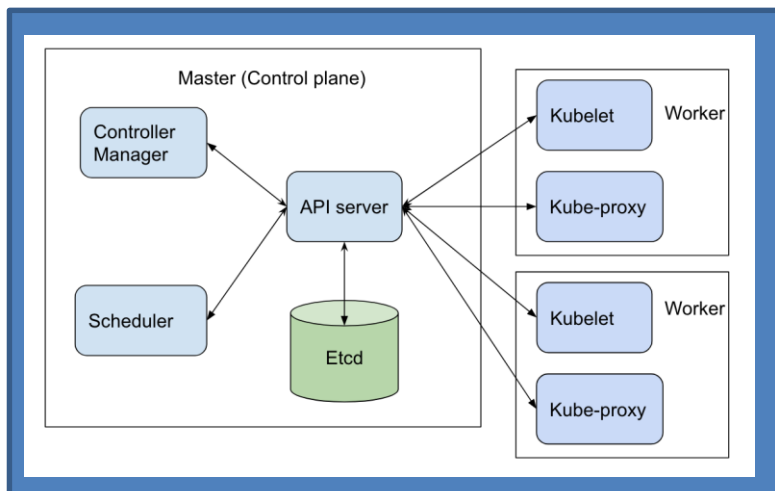 Master (Control plane)
Controller
Manager
API server
Scheduler
Etcd
Kubelet
Worker
Kube-proxy
Kubelet
Worker
Kube-proxy